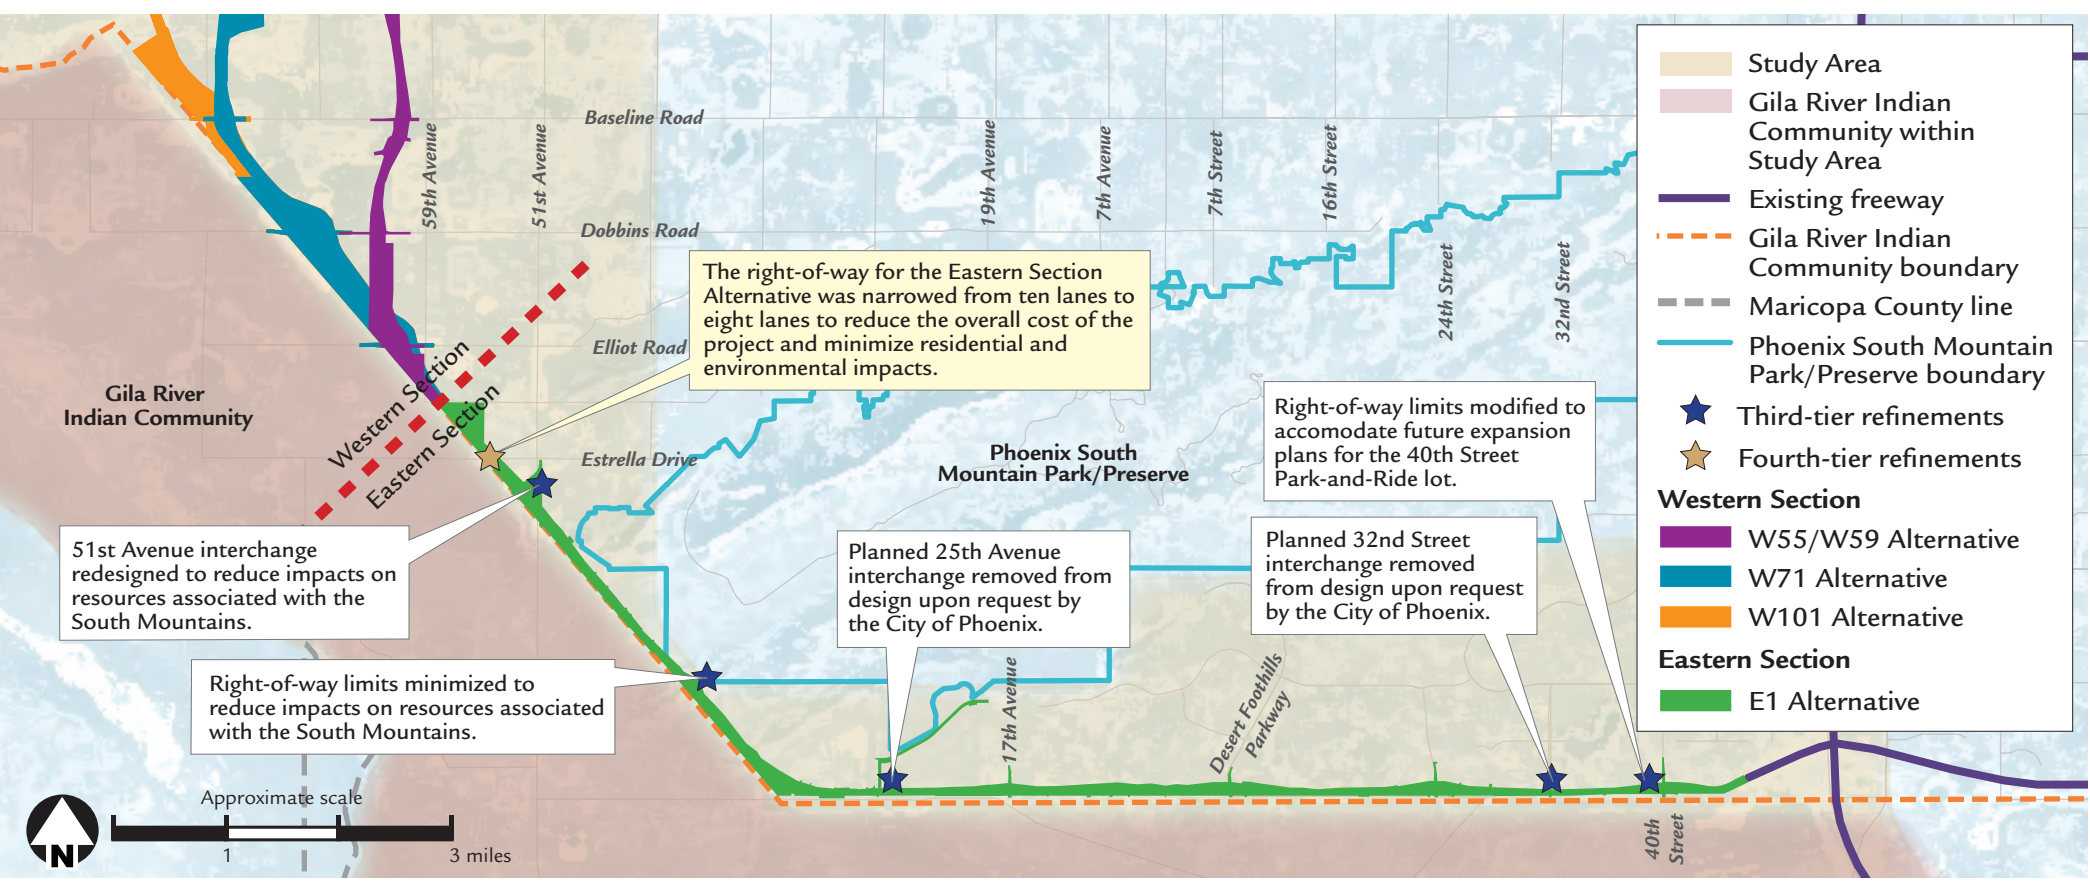 Baseline Road
59th Avenue
51st Avenue
19th Avenue
7th Avenue
7th Street
16th Street
Dobbins Road
24th Street
32nd Street
The right-of-way for the Eastern Section
Alternative was narrowed from ten lanes to
eight lanes to reduce the overall cost of the
project and minimize residential and
environmental impacts.
Elliot Road
Western Section
Eastern Section
Gila River
Indian Community
Estrella Drive
Phoenix South
Mountain Park/Preserve
Right-of-way limits modified to
accomodate future expansion
plans for the 40th Street
Park-and-Ride lot.
51st Avenue interchange
redesigned to reduce impacts on
resources associated with the
South Mountains.
Planned 25th Avenue
interchange removed from
design upon request by
the City of Phoenix.
Planned 32nd Street
interchange removed
from design upon request
by the City of Phoenix.
Right-of-way limits minimized to
reduce impacts on resources associated
with the South Mountains.
17th Avenue
Desert Foothills
Parkway
40th
Street
Approximate scale
1
3 miles
N
Study Area
Gila River Indian
Community within
Study Area
Existing freeway
Gila River Indian
Community boundary
Maricopa County line
Phoenix South Mountain
Park/Preserve boundary
Third-tier refinements
Fourth-tier refinements
Western Section
W55/W59 Alternative
W71 Alternative
W101 Alternative
Eastern Section
E1 Alternative